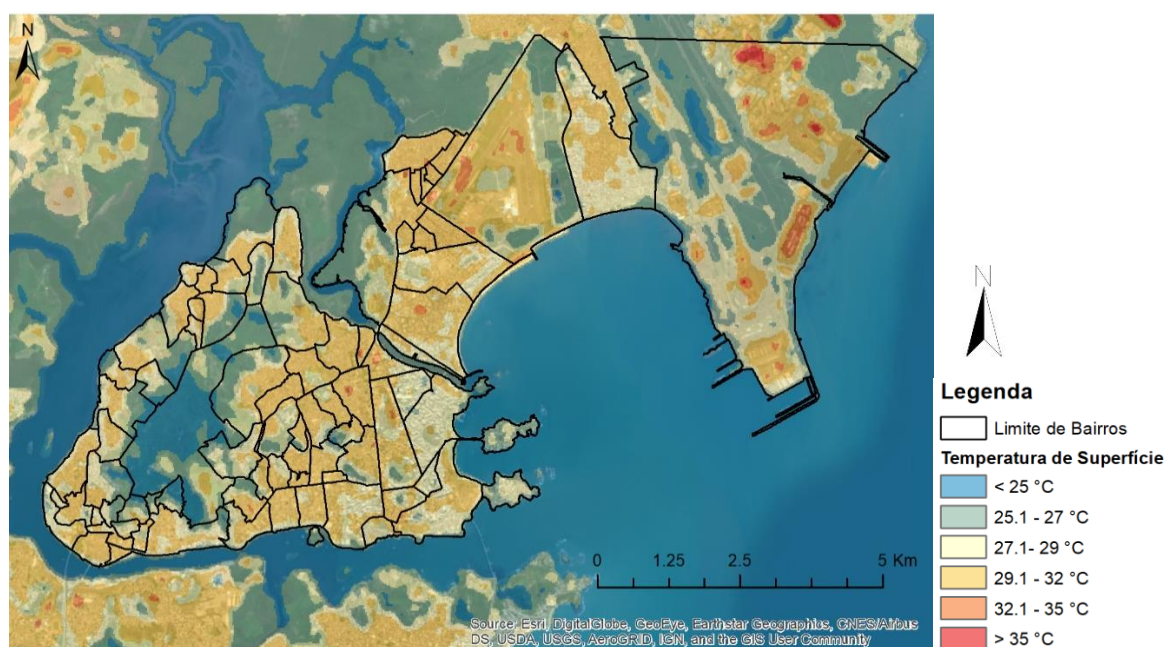 N
N
Legenda
Limite de Bairros
Temperatura de Superfície
< 25 °C
25.1 - 27 °C
27.1- 29 °C
29.1 - 32 °C
32.1 - 35 °C
> 35 °C
0 1.25 2.5 5 Km
Source: Esri, DigitalGlobe, GeoEye, Earthstar Geographics, CNES/Airbus
DS, USDA, USGS, AeroGRID, IGN, and the GIS User Community